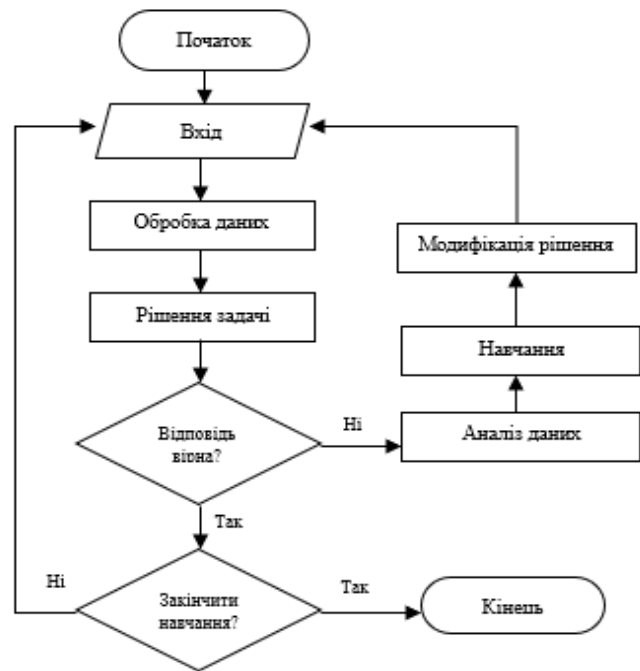 Початок
Вхід
Обробка даних
Модифікація рішення
Рішення задачі
Навчання
Відповідь
вірна?
Ні
Аналіз даних
Так
Ні
Закінчити
навчання?
Так
Кінець